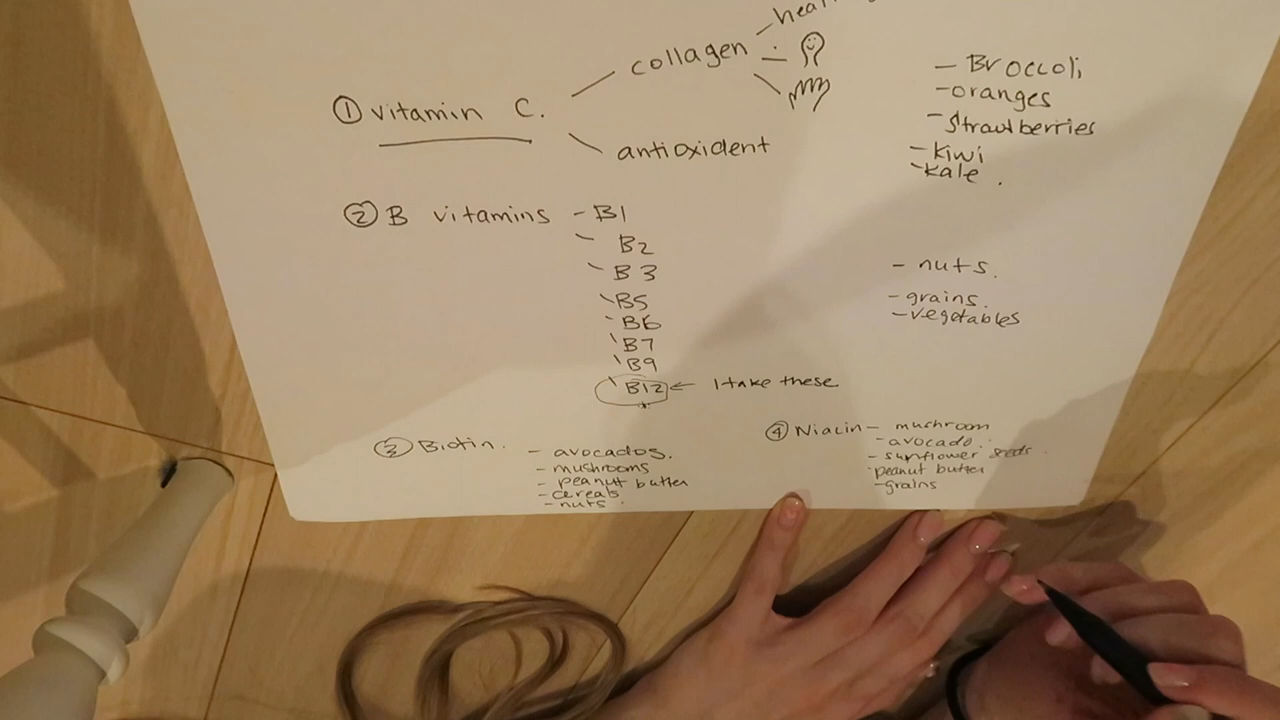 ① vitamin C.
collagen
antioxident
- Broccoli
- oranges
- strawberries
- kiwi
- kale.
② B vitamins - B1
- B2
- B3
- B5
- B6
- B7
- B9
- B12 ← I take these
- nuts.
- grains.
- vegetables
③ Biotin.
- avocados.
- mushrooms
- peanut butter
- cereals
- nuts.
④ Niacin - mushroom
- avocado.
- sunflower seeds.
- peanut butter
- grains